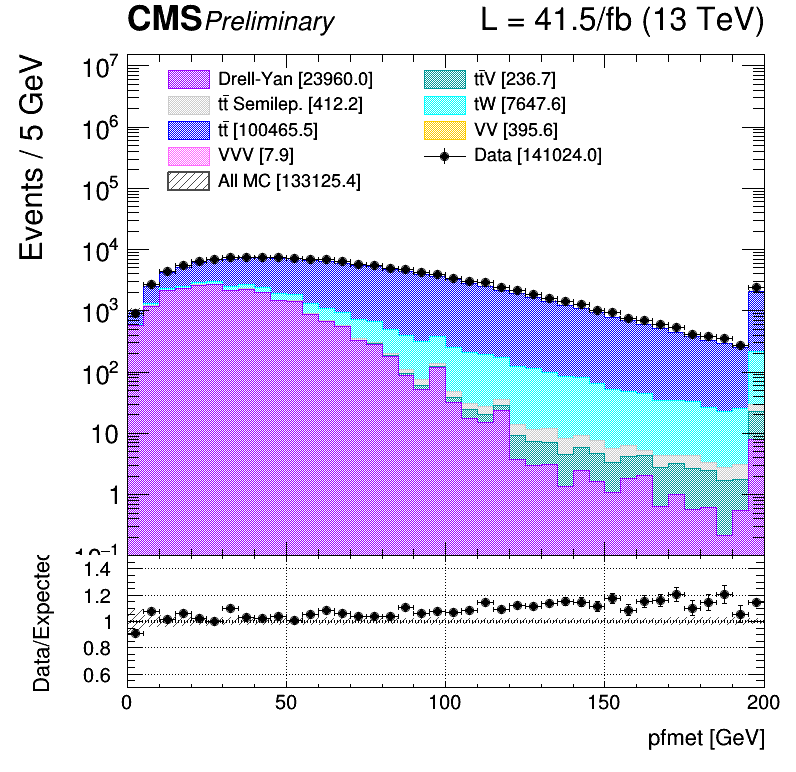 CMS Preliminary L = 41.5/fb (13 TeV)
Events / 5 GeV
Drell-Yan [23960.0]
tt̄ Semilep. [412.2]
tt̄ [100465.5]
VVV [7.9]
All MC [133125.4]
tt̄V [236.7]
tW [7647.6]
VV [395.6]
Data [141024.0]
10⁷
10⁶
10⁵
10⁴
10³
10²
10
1
10⁻¹
Data/Expected
1.4
1.2
1
0.8
0.6
0 50 100 150 200
pfmet [GeV]